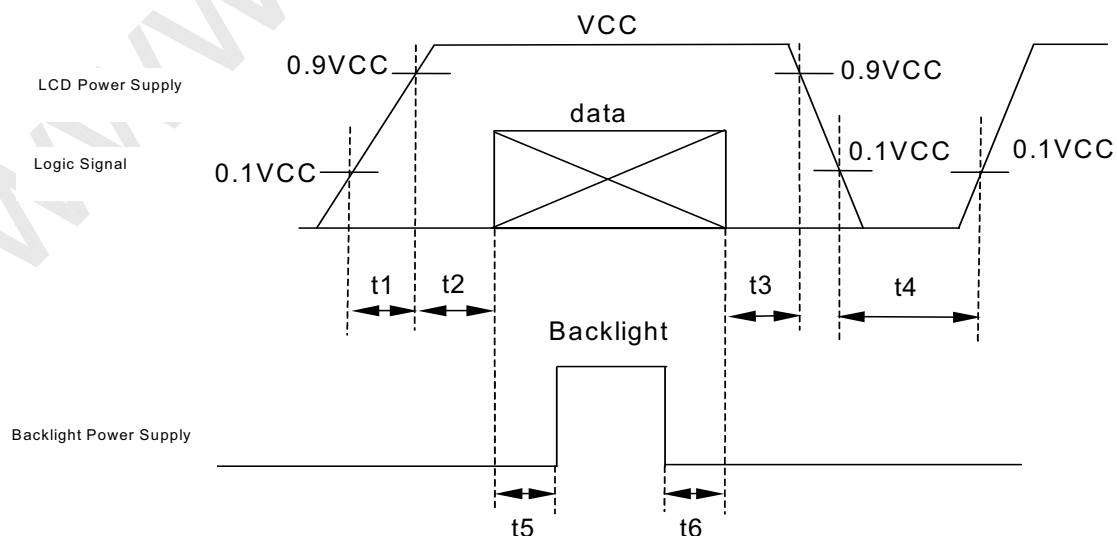 VCC
0.9VCC
0.9VCC
LCD Power Supply
data
Logic Signal
0.1VCC
0.1VCC
0.1VCC
t1
t2
t3
t4
Backlight
Backlight Power Supply
t5
t6